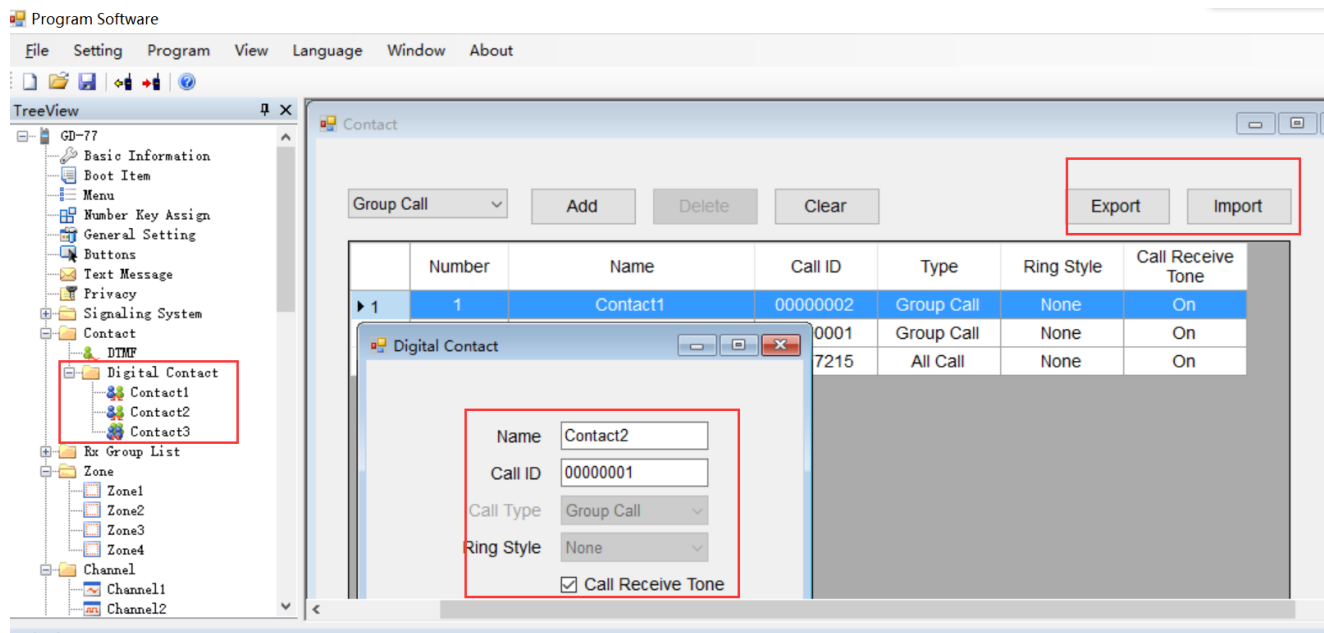 Program Software
File Setting Program View Language Window About
TreeView
GD-77
Basic Information
Boot Item
Menu
Number Key Assign
General Setting
Buttons
Text Message
Privacy
Signaling System
Contact
DTMF
Digital Contact
Contact1
Contact2
Contact3
Rx Group List
Zone
Zone1
Zone2
Zone3
Zone4
Channel
Channel1
Channel2
Contact
Group Call Add Delete Clear Export Import
Number Name Call ID Type Ring Style Call Receive Tone
1 1 Contact1 00000002 Group Call None On
0001 Group Call None On
7215 All Call None On
Digital Contact
Name Contact2
Call ID 00000001
Call Type Group Call
Ring Style None
Call Receive Tone